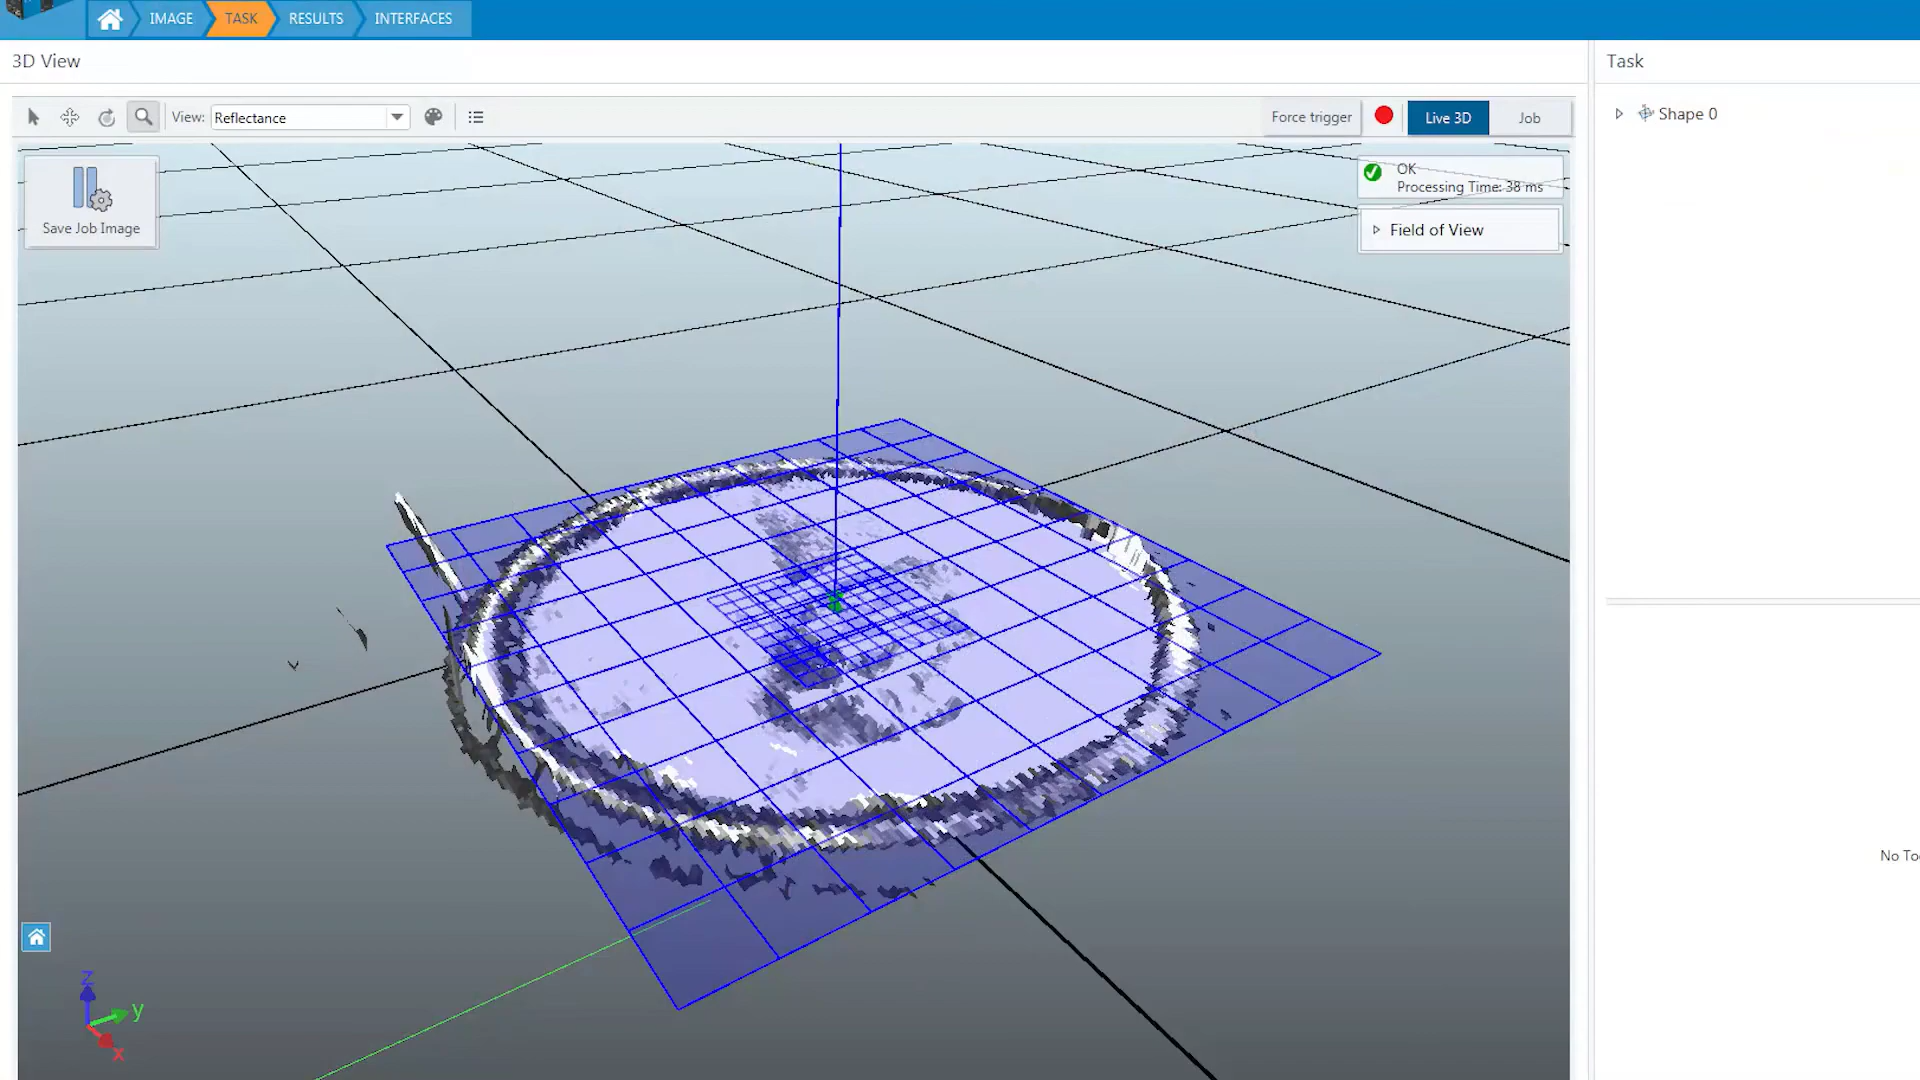 IMAGE TASK RESULTS INTERFACES
3D View
Task
View: Reflectance
Force trigger
Live 3D
Job
Shape 0
Save Job Image
OK
Processing Time: 38 ms
Field of View
No To
z
y
x